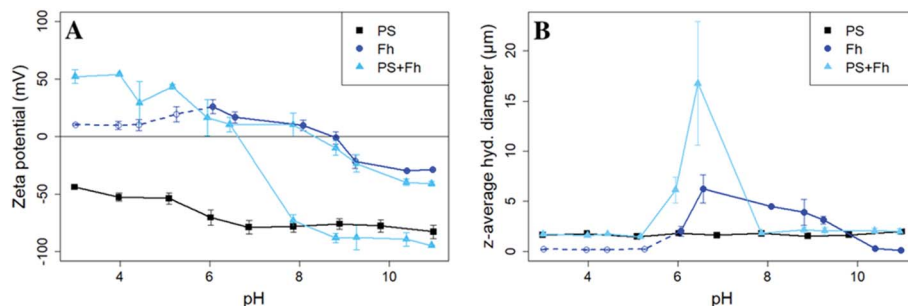 A
PS
Fh
PS+Fh
Zeta potential (mV)
100
50
0
-50
-100
4
6
8
10
pH
B
PS
Fh
PS+Fh
z-average hyd. diameter (µm)
20
15
10
5
0
4
6
8
10
pH